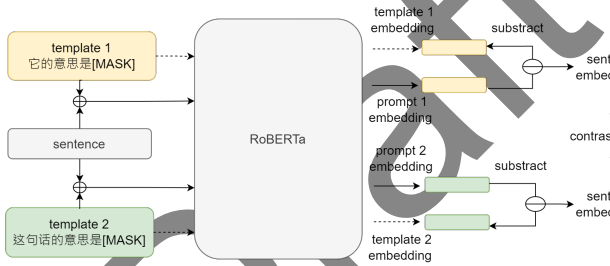 template 1
embedding
substract
template 1
它的意思是[MASK]
prompt 1
embedding
sentence
RoBERTa
prompt 2
embedding
substract
template 2
这句话的意思是[MASK]
template 2
embedding